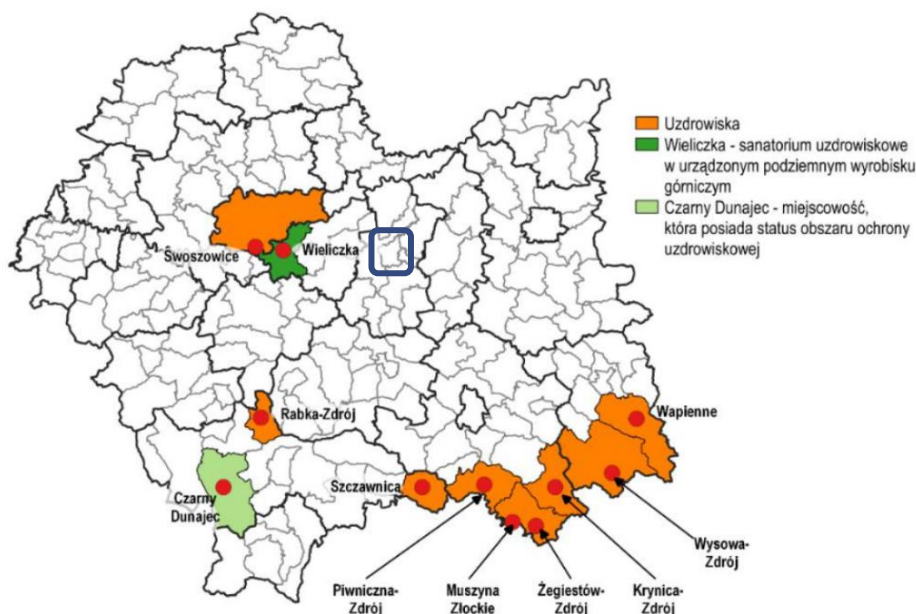 Uzdrowiska
Wieliczka - sanatorium uzdrowiskowe
w urządzonym podziemnym wyrobisku
górniczym
Czarny Dunajec - miejscowość,
która posiada status obszaru ochrony
uzdrowiskowej
Swoszowice
Wieliczka
Rabka-Zdrój
Wapienne
Szczawnica
Czarny
Dunajec
Wysowa-
Zdrój
Piwniczna-
Zdrój
Muszyna
Złockie
Żegiestów-
Zdrój
Krynica-
Zdrój